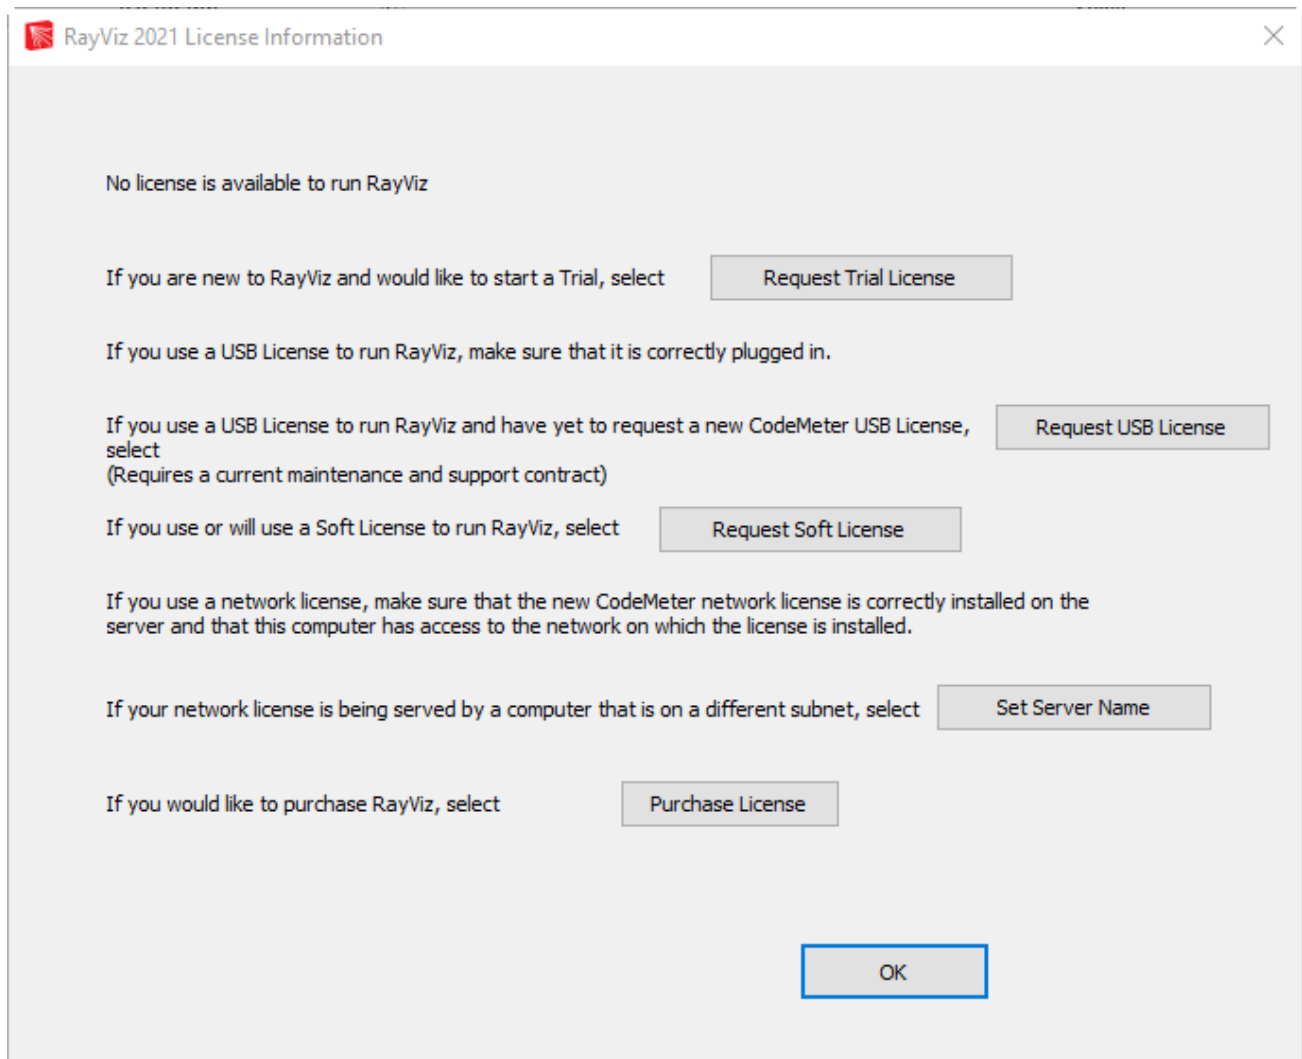 RayViz 2021 License Information
No license is available to run RayViz
If you are new to RayViz and would like to start a Trial, select
Request Trial License
If you use a USB License to run RayViz, make sure that it is correctly plugged in.
If you use a USB License to run RayViz and have yet to request a new CodeMeter USB License,
select
(Requires a current maintenance and support contract)
Request USB License
If you use or will use a Soft License to run RayViz, select
Request Soft License
If you use a network license, make sure that the new CodeMeter network license is correctly installed on the
server and that this computer has access to the network on which the license is installed.
If your network license is being served by a computer that is on a different subnet, select
Set Server Name
If you would like to purchase RayViz, select
Purchase License
OK